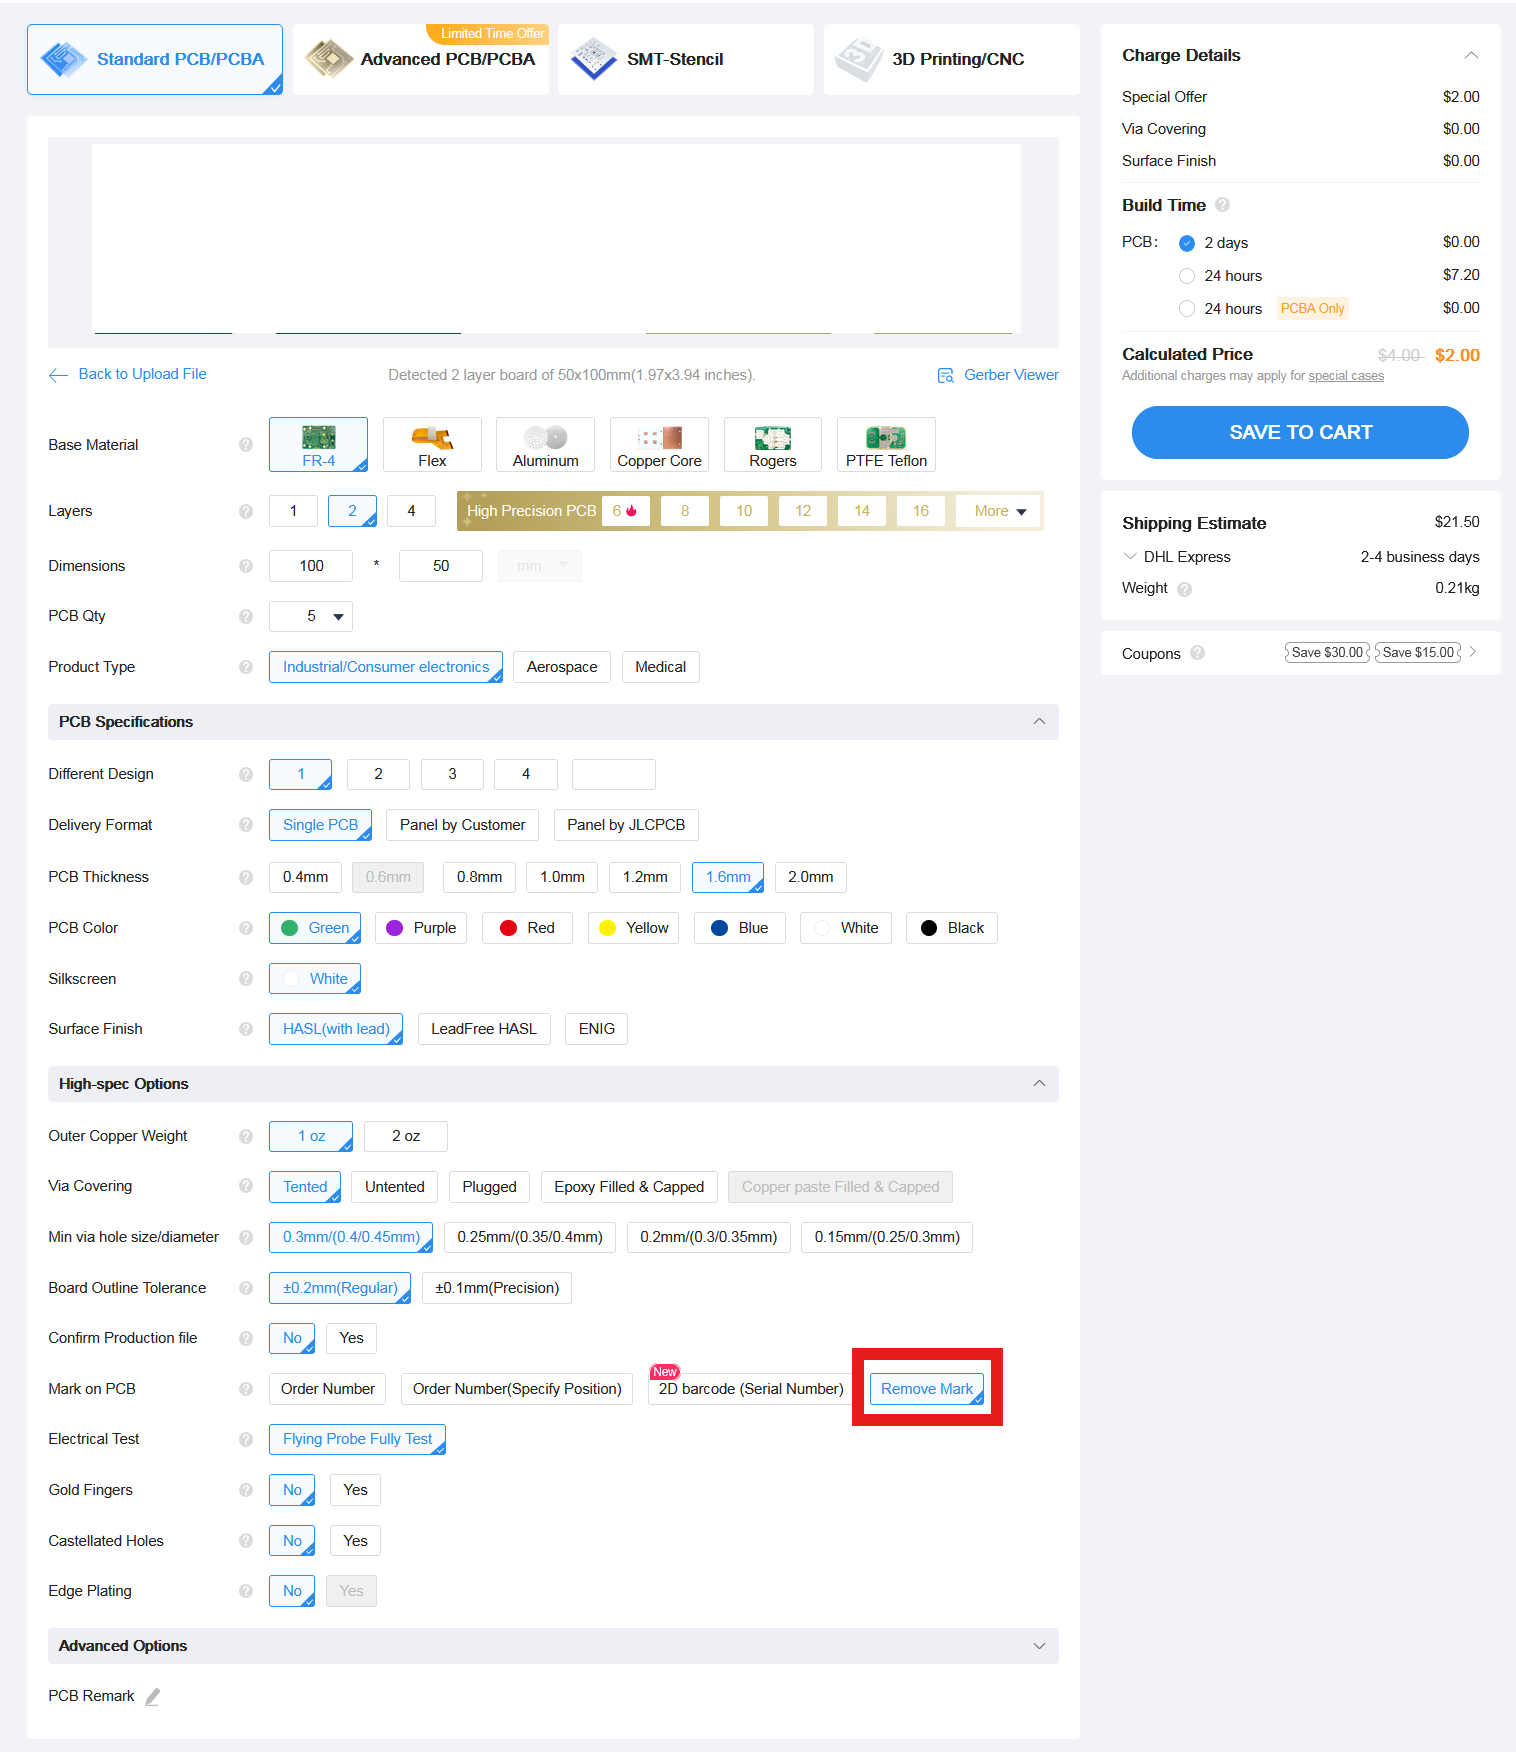 Standard PCB/PCBA
Limited Time Offer
Advanced PCB/PCBA
SMT-Stencil
3D Printing/CNC
Back to Upload File
Detected 2 layer board of 50x100mm(1.97x3.94 inches).
Gerber Viewer
Base Material ? FR-4 Flex Aluminum Copper Core Rogers PTFE Teflon
Layers ? 1 2 4 High Precision PCB 6 8 10 12 14 16 More
Dimensions ? 100 * 50 mm
PCB Qty ? 5
Product Type ? Industrial/Consumer electronics Aerospace Medical
PCB Specifications
Different Design ? 1 2 3 4
Delivery Format ? Single PCB Panel by Customer Panel by JLCPCB
PCB Thickness ? 0.4mm 0.6mm 0.8mm 1.0mm 1.2mm 1.6mm 2.0mm
PCB Color ? Green Purple Red Yellow Blue White Black
Silkscreen ? White
Surface Finish ? HASL(with lead) LeadFree HASL ENIG
High-spec Options
Outer Copper Weight ? 1 oz 2 oz
Via Covering ? Tented Untented Plugged Epoxy Filled & Capped Copper paste Filled & Capped
Min via hole size/diameter ? 0.3mm/(0.4/0.45mm) 0.25mm/(0.35/0.4mm) 0.2mm/(0.3/0.35mm) 0.15mm/(0.25/0.3mm)
Board Outline Tolerance ? ±0.2mm(Regular) ±0.1mm(Precision)
Confirm Production file ? No Yes
New
Mark on PCB ? Order Number Order Number(Specify Position) 2D barcode (Serial Number) Remove Mark
Electrical Test ? Flying Probe Fully Test
Gold Fingers ? No Yes
Castellated Holes ? No Yes
Edge Plating ? No Yes
Advanced Options
PCB Remark
Charge Details
Special Offer $2.00
Via Covering $0.00
Surface Finish $0.00
Build Time ?
PCB: 2 days $0.00
24 hours $7.20
24 hours PCBA Only $0.00
Calculated Price $4.00 $2.00
Additional charges may apply for special cases
SAVE TO CART
Shipping Estimate $21.50
DHL Express 2-4 business days
Weight ? 0.21kg
Coupons ? Save $30.00 Save $15.00